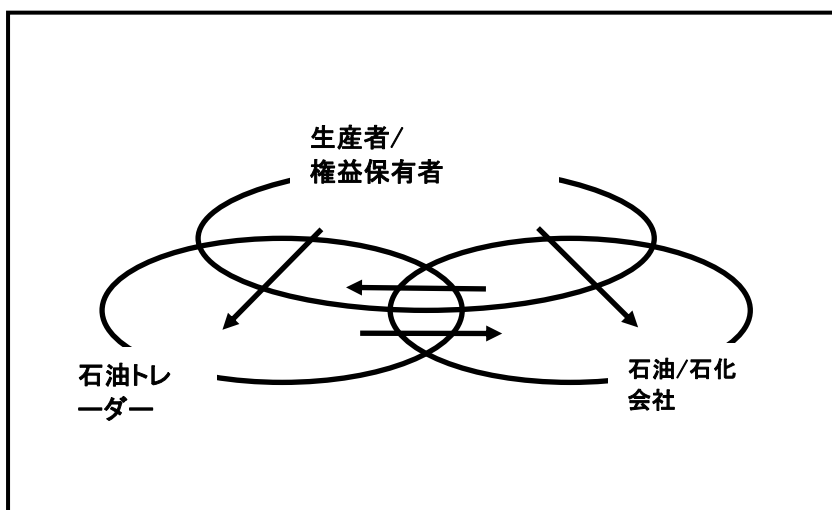 生産者/
権益保有者
石油トレ
ーダー
石油/石化
会社